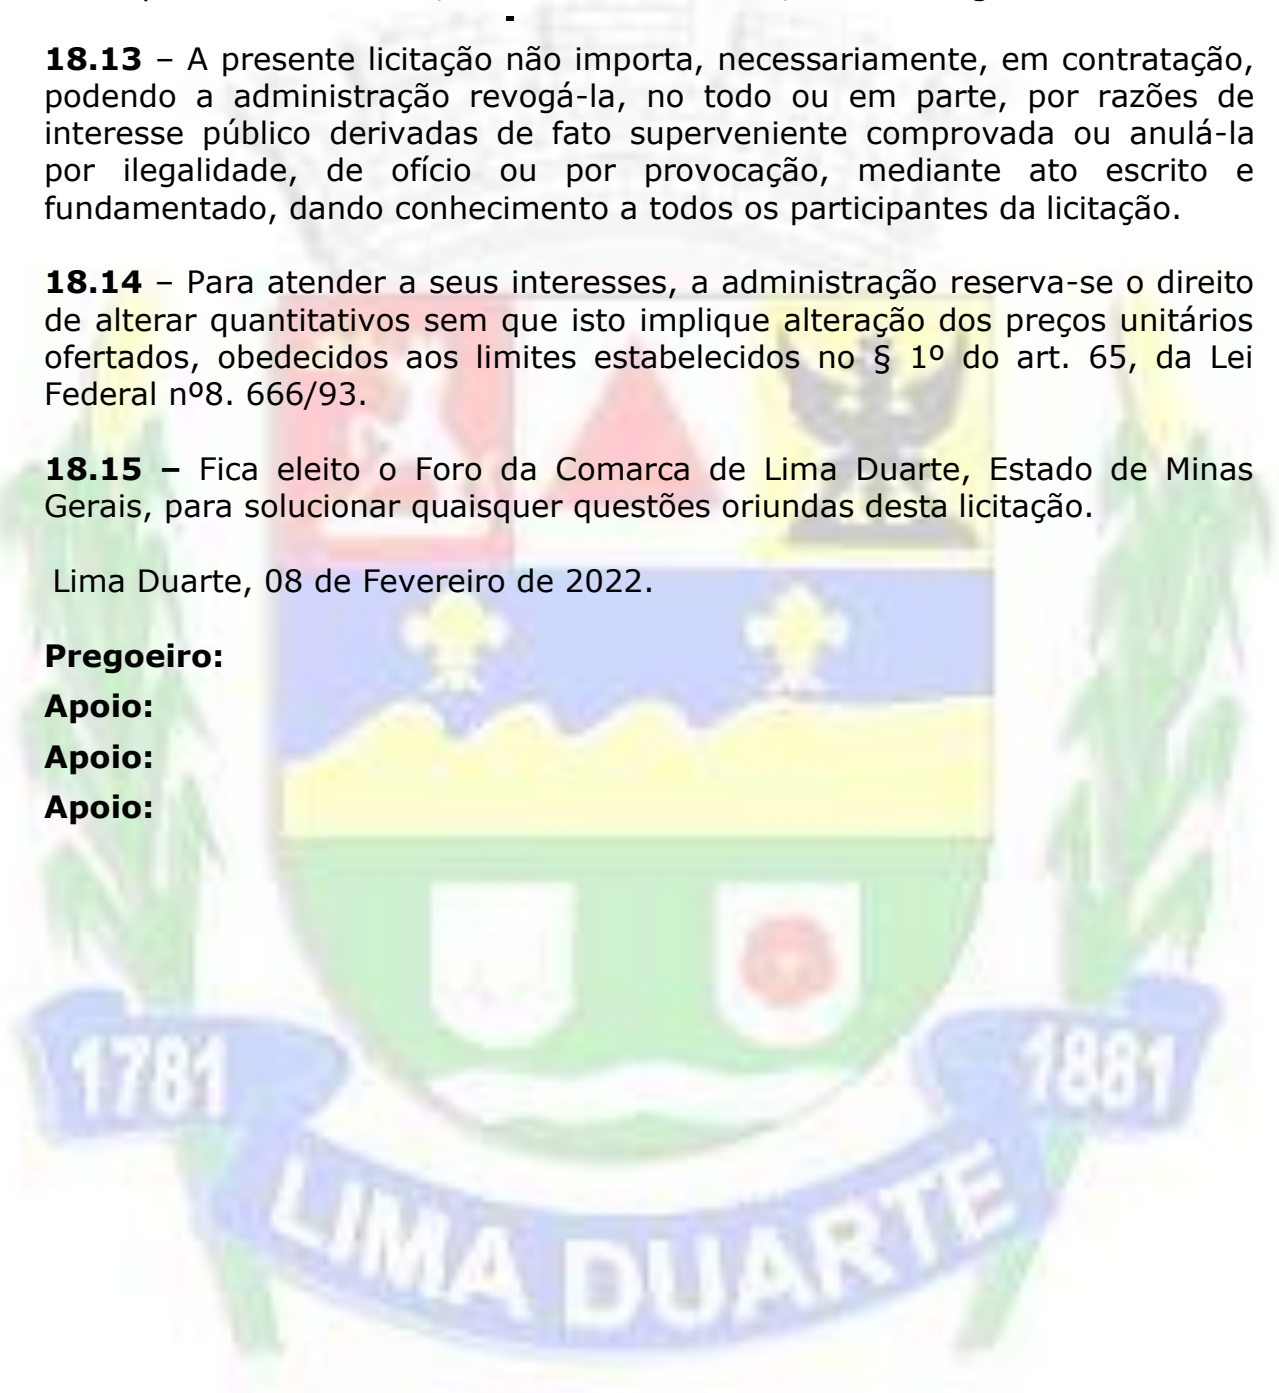 18.13 – A presente licitação não importa, necessariamente, em contratação,
podendo a administração revogá-la, no todo ou em parte, por razões de
interesse público derivadas de fato superveniente comprovada ou anulá-la
por ilegalidade, de ofício ou por provocação, mediante ato escrito e
fundamentado, dando conhecimento a todos os participantes da licitação.
18.14 – Para atender a seus interesses, a administração reserva-se o direito
de alterar quantitativos sem que isto implique alteração dos preços unitários
ofertados, obedecidos aos limites estabelecidos no § 1º do art. 65, da Lei
Federal nº8. 666/93.
18.15 – Fica eleito o Foro da Comarca de Lima Duarte, Estado de Minas
Gerais, para solucionar quaisquer questões oriundas desta licitação.
Lima Duarte, 08 de Fevereiro de 2022.
Pregoeiro:
Apoio:
Apoio:
Apoio:
1781
1881
LIMA DUARTE